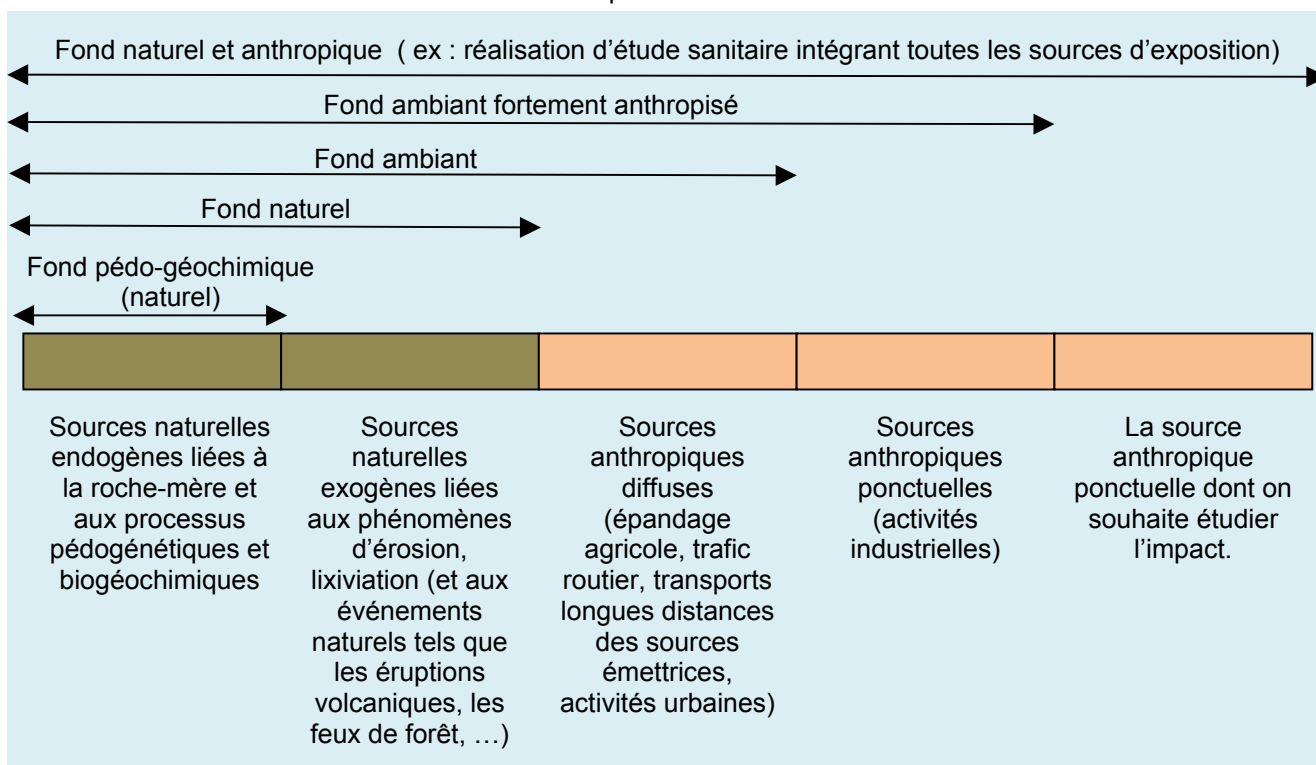 Fond naturel et anthropique ( ex : réalisation d'étude sanitaire intégrant toutes les sources d'exposition)
Fond ambiant fortement anthropisé
Fond ambiant
Fond naturel
Fond pédo-géochimique
(naturel)
Sources naturelles
endogènes liées à
la roche-mère et
aux processus
pédogénétiques et
biogéochimiques
Sources
naturelles
exogènes liées
aux phénomènes
d'érosion,
lixiviation (et aux
événements
naturels tels que
les éruptions
volcaniques, les
feux de forêt, …)
Sources
anthropiques
diffuses
(épandage
agricole, trafic
routier, transports
longues distances
des sources
émettrices,
activités urbaines)
Sources
anthropiques
ponctuelles
(activités
industrielles)
La source
anthropique
ponctuelle dont on
souhaite étudier
l'impact.